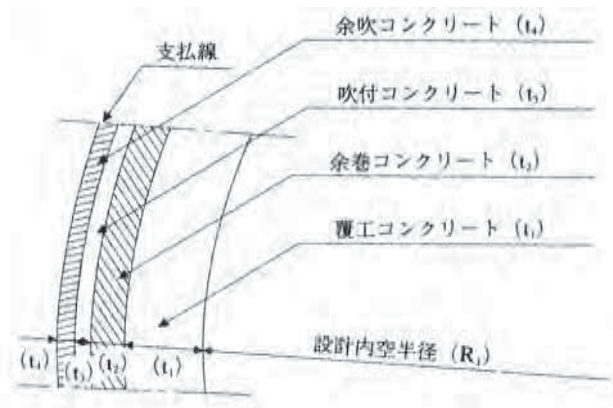 余吹コンクリート (t₄)
支払線
吹付コンクリート (t₃)
余巻コンクリート (t₂)
覆工コンクリート (t₁)
設計内空半径 (R₁)
(t₄) (t₃) (t₂) (t₁)